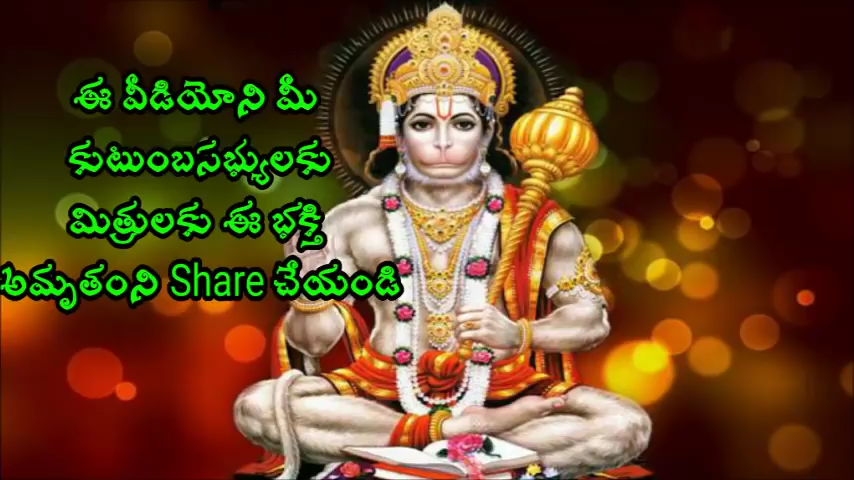 ఈ వీడియోని మీ
కుటుంబసభ్యులకు
మిత్రులకు ఈ భక్తి
అమృతంని Share చేయండి